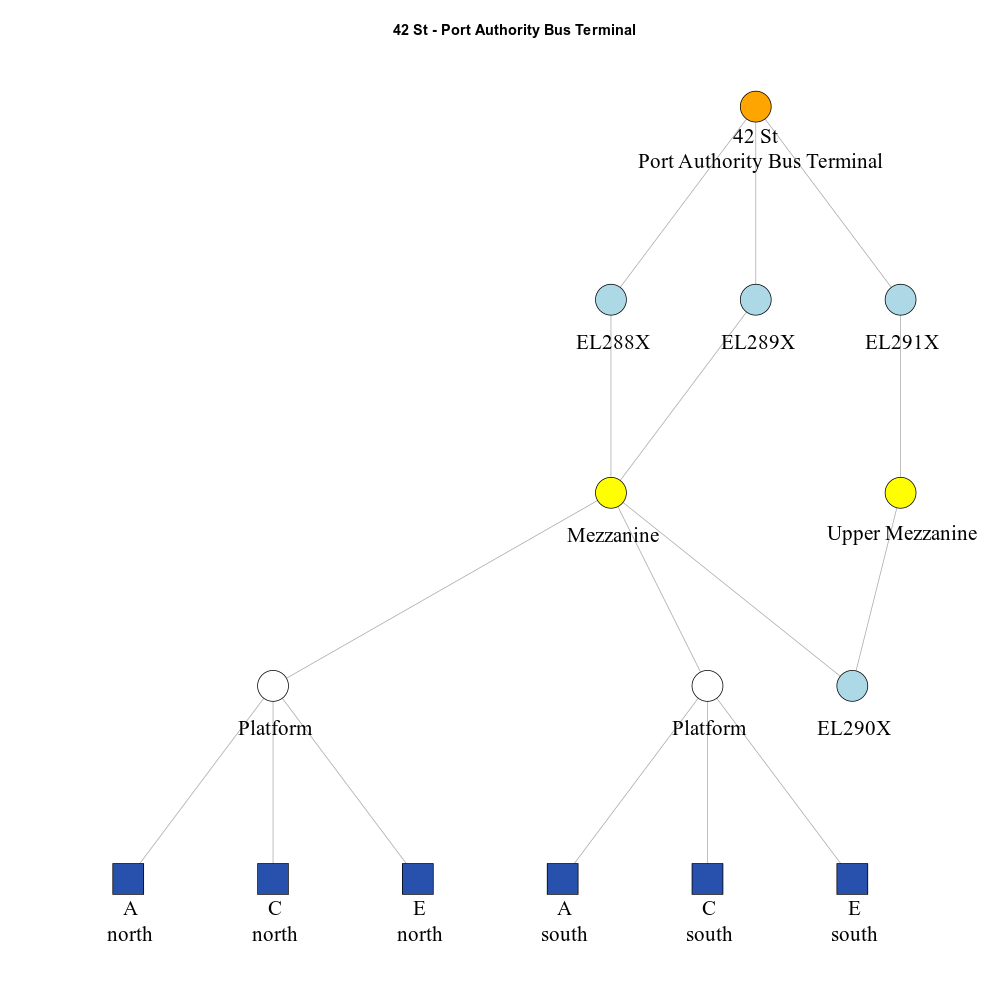 42 St - Port Authority Bus Terminal
42 St
Port Authority Bus Terminal
EL288X
EL289X
EL291X
Mezzanine
Upper Mezzanine
Platform
Platform
EL290X
A
north
C
north
E
north
A
south
C
south
E
south